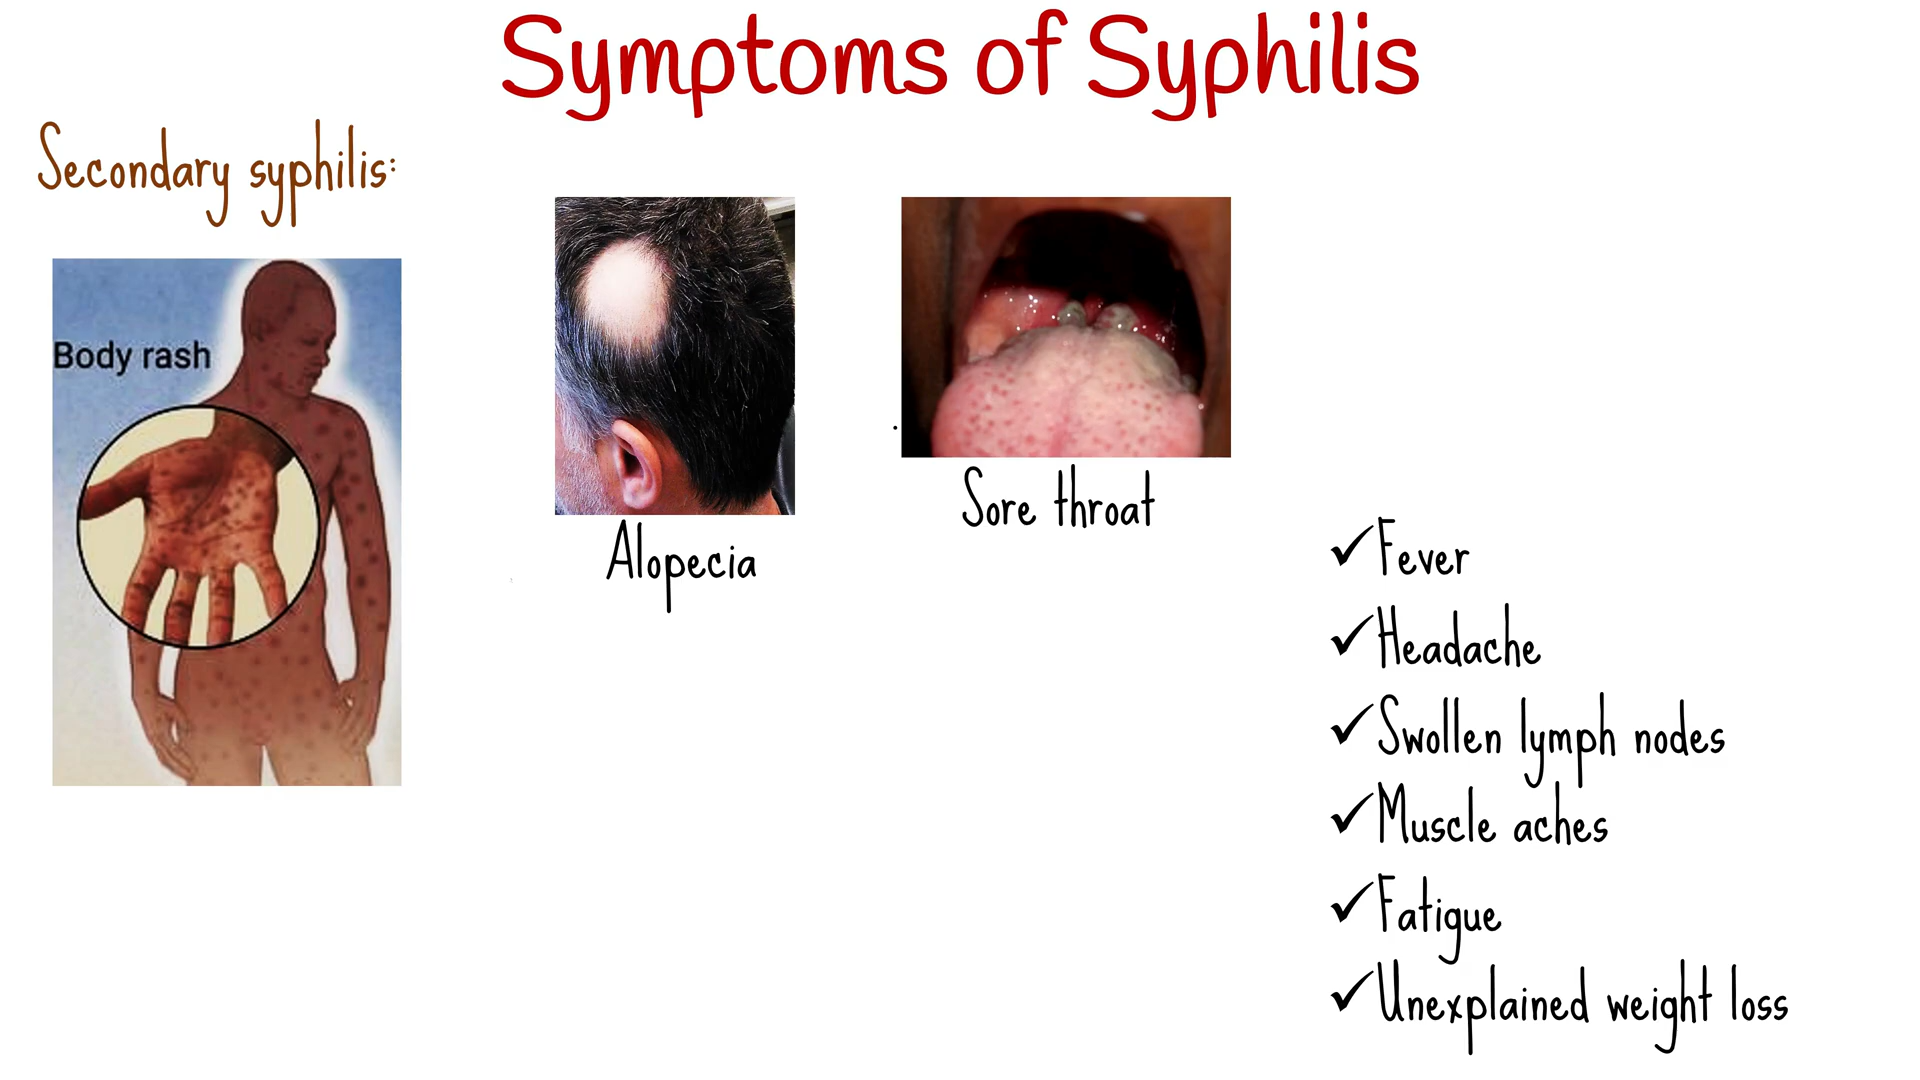 Symptoms of Syphilis
Secondary syphilis:
Body rash
Alopecia
Sore throat
✓Fever
✓Headache
✓Swollen lymph nodes
✓Muscle aches
✓Fatigue
✓Unexplained weight loss